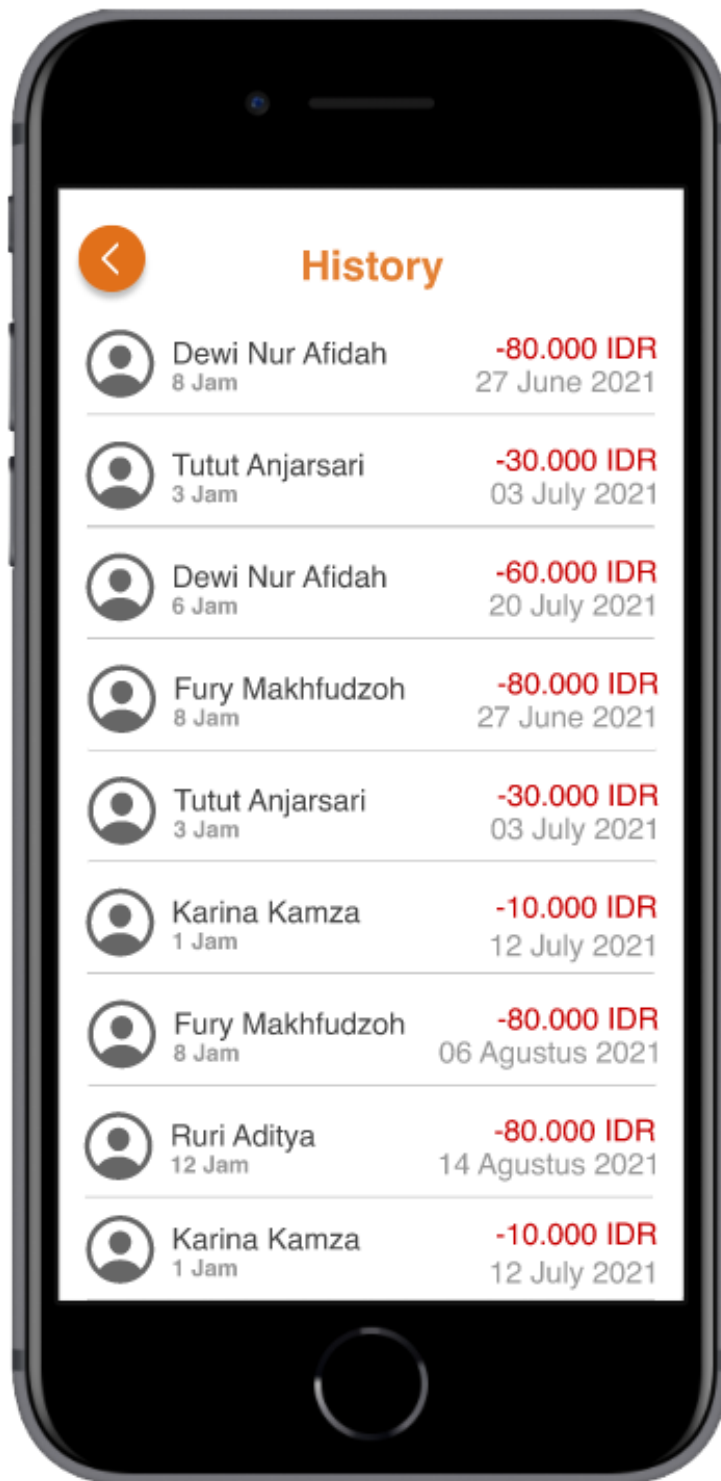 History
Dewi Nur Afidah -80.000 IDR
8 Jam 27 June 2021
Tutut Anjarsari -30.000 IDR
3 Jam 03 July 2021
Dewi Nur Afidah -60.000 IDR
6 Jam 20 July 2021
Fury Makhfudzoh -80.000 IDR
8 Jam 27 June 2021
Tutut Anjarsari -30.000 IDR
3 Jam 03 July 2021
Karina Kamza -10.000 IDR
1 Jam 12 July 2021
Fury Makhfudzoh -80.000 IDR
8 Jam 06 Agustus 2021
Ruri Aditya -80.000 IDR
12 Jam 14 Agustus 2021
Karina Kamza -10.000 IDR
1 Jam 12 July 2021